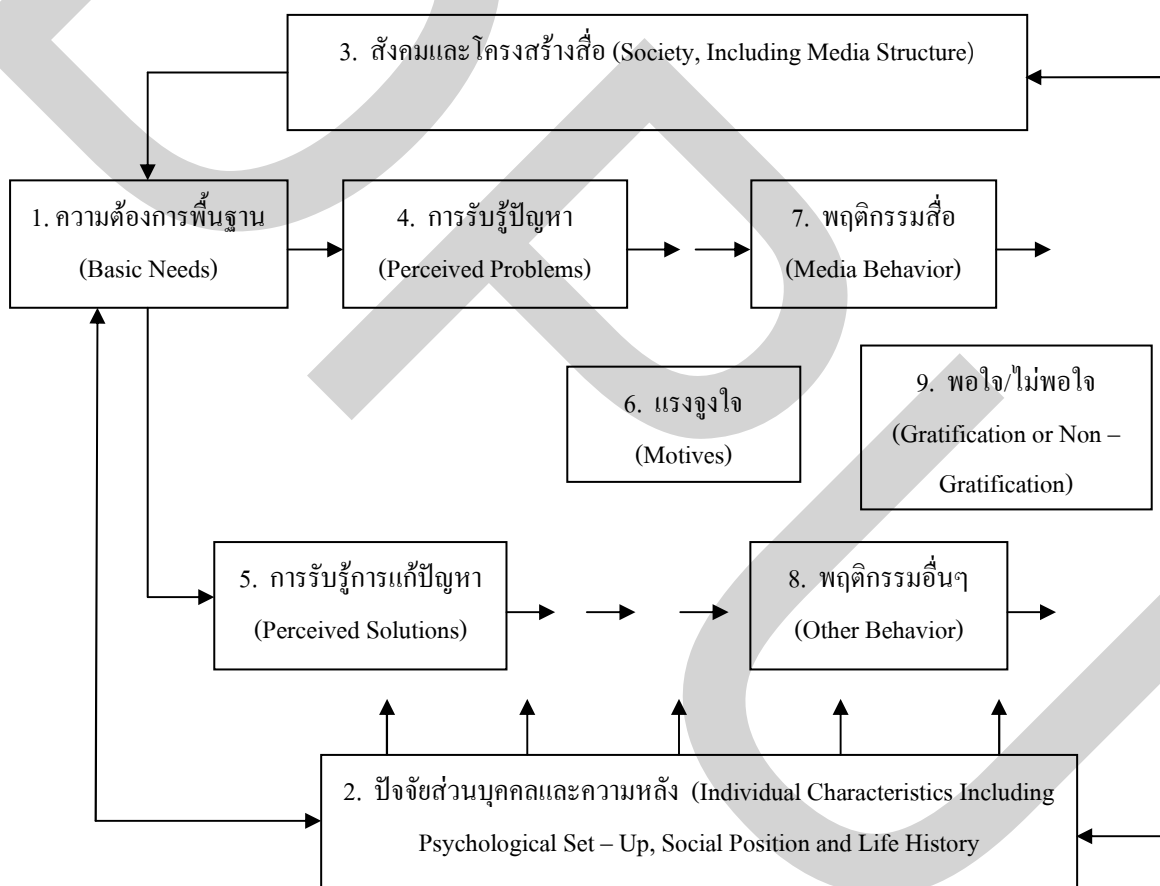 3. สังคมและโครงสร้างสื่อ (Society, Including Media Structure)
1. ความต้องการพื้นฐาน
(Basic Needs)
4. การรับรู้ปัญหา
(Perceived Problems)
7. พฤติกรรมสื่อ
(Media Behavior)
6. แรงจูงใจ
(Motives)
9. พอใจ/ไม่พอใจ
(Gratification or Non –
Gratification)
5. การรับรู้การแก้ปัญหา
(Perceived Solutions)
8. พฤติกรรมอื่นๆ
(Other Behavior)
2. ปัจจัยส่วนบุคคลและความหลัง (Individual Characteristics Including
Psychological Set – Up, Social Position and Life History